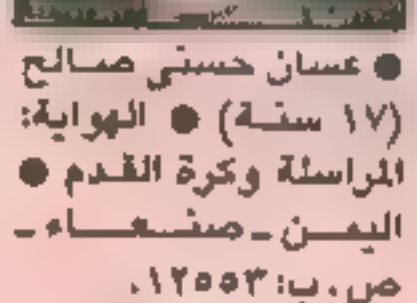 ● غسان حسني صالح
(١٧ سنة) ● الهواية:
المراسلة وكرة القدم ●
اليمن ـ صنعاء ـ
ص.ب: ١٢٥٥٣.